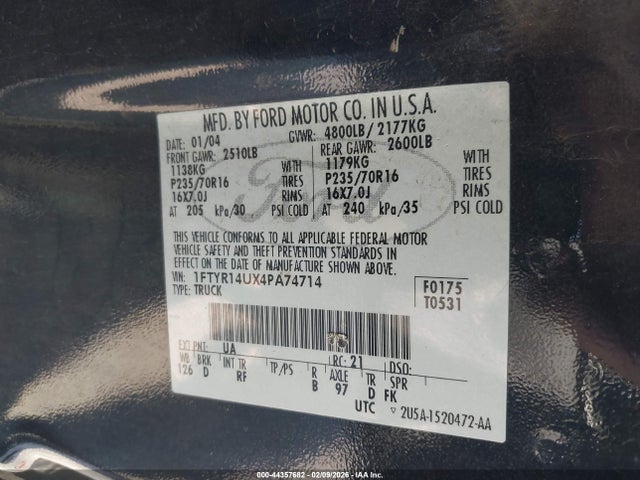 MFD. BY FORD MOTOR CO. IN U.S.A.
DATE: 01/04 GVWR: 4800LB/ 2177KG
FRONT GAWR: 2510LB REAR GAWR: 2600LB
1138KG WITH 1179KG WITH
P235/70R16 TIRES P235/70R16 TIRES
16X7.0J RIMS 16X7.0J RIMS
AT 205 kPa/30 PSI COLD AT 240 kPa/35 PSI COLD
Ford
THIS VEHICLE CONFORMS TO ALL APPLICABLE FEDERAL MOTOR
VEHICLE SAFETY AND THEFT PREVENTION STANDARDS IN
EFFECT ON THE DATE OF MANUFACTURE SHOWN ABOVE.
VIN: 1FTYR14UX4PA74714 F0175
TYPE: TRUCK T0531
EXT PNT: UA RC: 21 DSO:
WB BRK INT TR TP/PS R AXLE TR SPR
126 D RF B 97 D FK
UTC ▽ 2U5A-1520472-AA
000-44357682 - 02/09/2026 - IAA Inc.